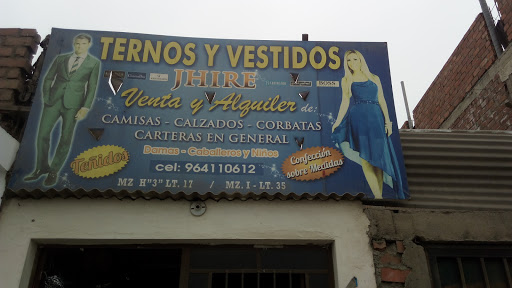 TERNOS Y VESTIDOS
JHIRE
Venta y Alquiler de:
CAMISAS - CALZADOS - CORBATAS
CARTERAS EN GENERAL
Damas - Caballeros y Niños
Teñidos
cel: 964110612
Confección
sobre Medidas
MZ H"3" LT. 17 / MZ. I - LT. 35